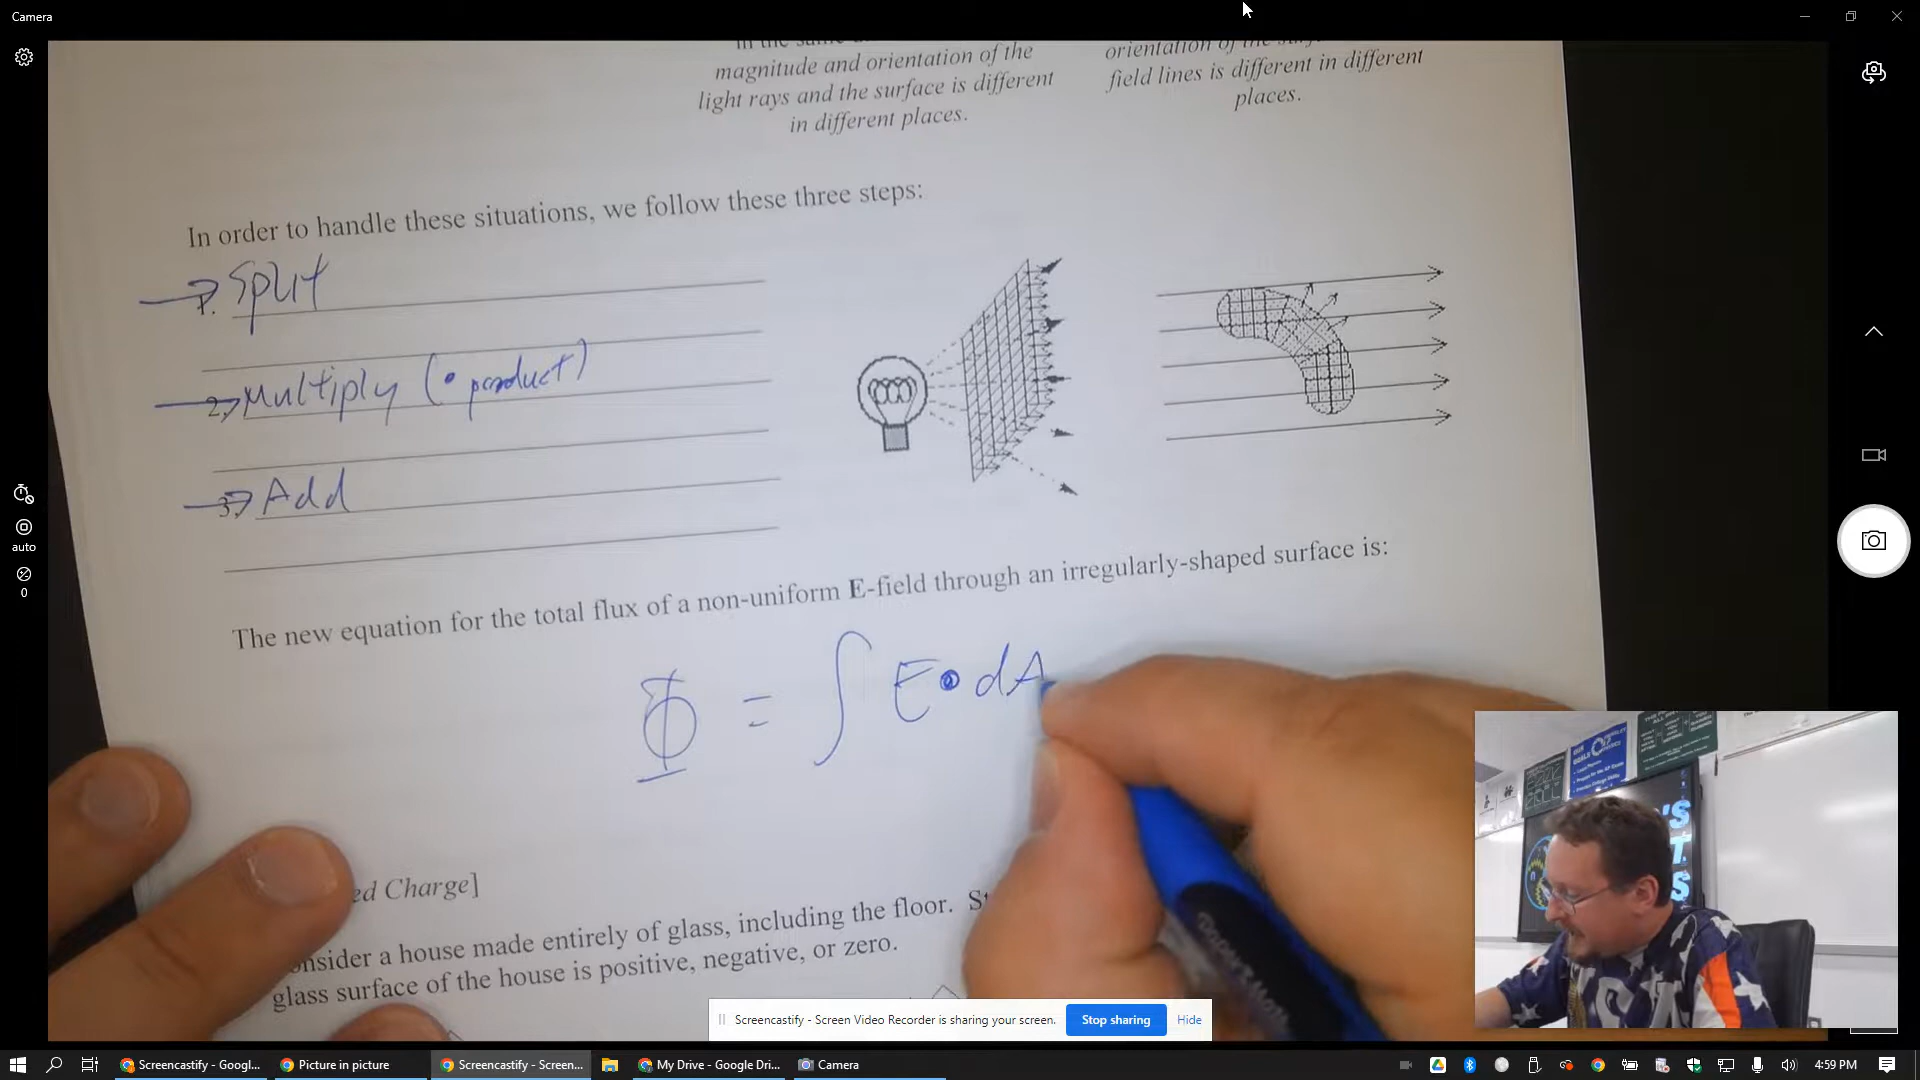 Camera
magnitude and orientation of the
light rays and the surface is different
in different places.
orientation of the
field lines is different in different
places.
In order to handle these situations, we follow these three steps:
1. Split
2. Multiply (• product)
3. Add
The new equation for the total flux of a non-uniform E-field through an irregularly-shaped surface is:
Φ = ∫ E • dA
ed Charge]
nsider a house made entirely of glass, including the floor.
glass surface of the house is positive, negative, or zero.
auto
0
Screencastify - Screen Video Recorder is sharing your screen.
Stop sharing
Hide
Screencastify - Googl...
Picture in picture
Screencastify - Screen...
My Drive - Google Dri...
Camera
4:59 PM